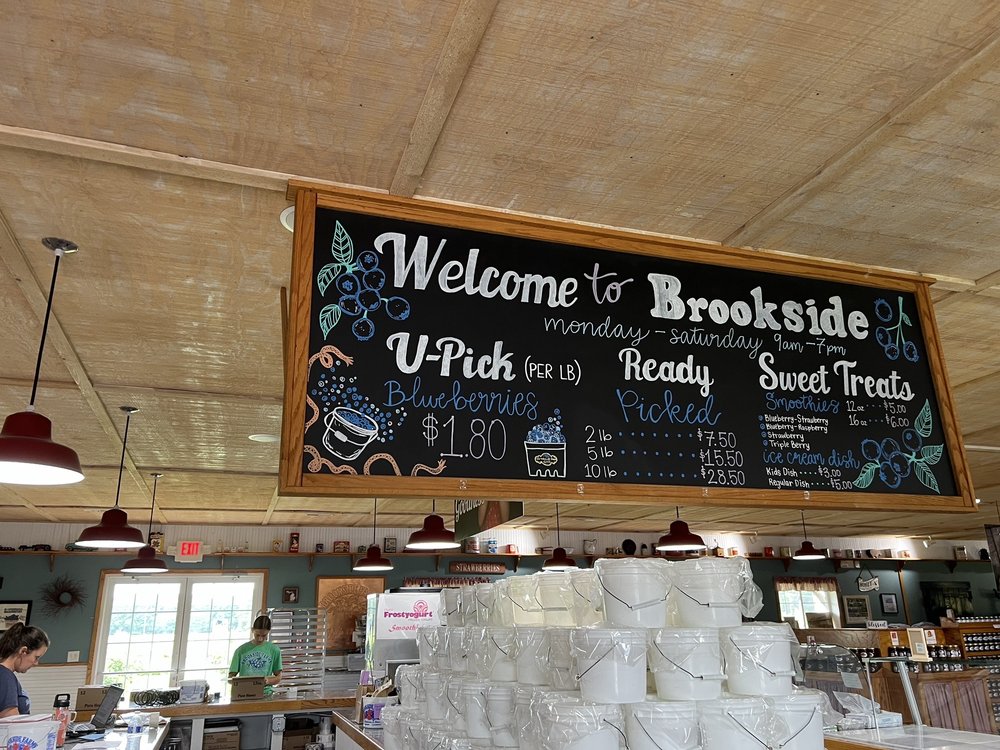 Welcome to Brookside
monday - saturday 9am - 7pm
U-Pick (PER LB)
Blueberries
$1.80
Ready
Picked
2 lb $7.50
5 lb $15.50
10 lb $28.50
Sweet Treats
Smoothies 12 oz $5.00
16 oz $6.00
Blueberry-Strawberry
Blueberry-Raspberry
Strawberry
Triple Berry
ice cream dish
Kids Dish $3.00
Regular Dish $5.00
EXIT
STRAWBERRIES
Frostyogurt
Smoothie
blessed